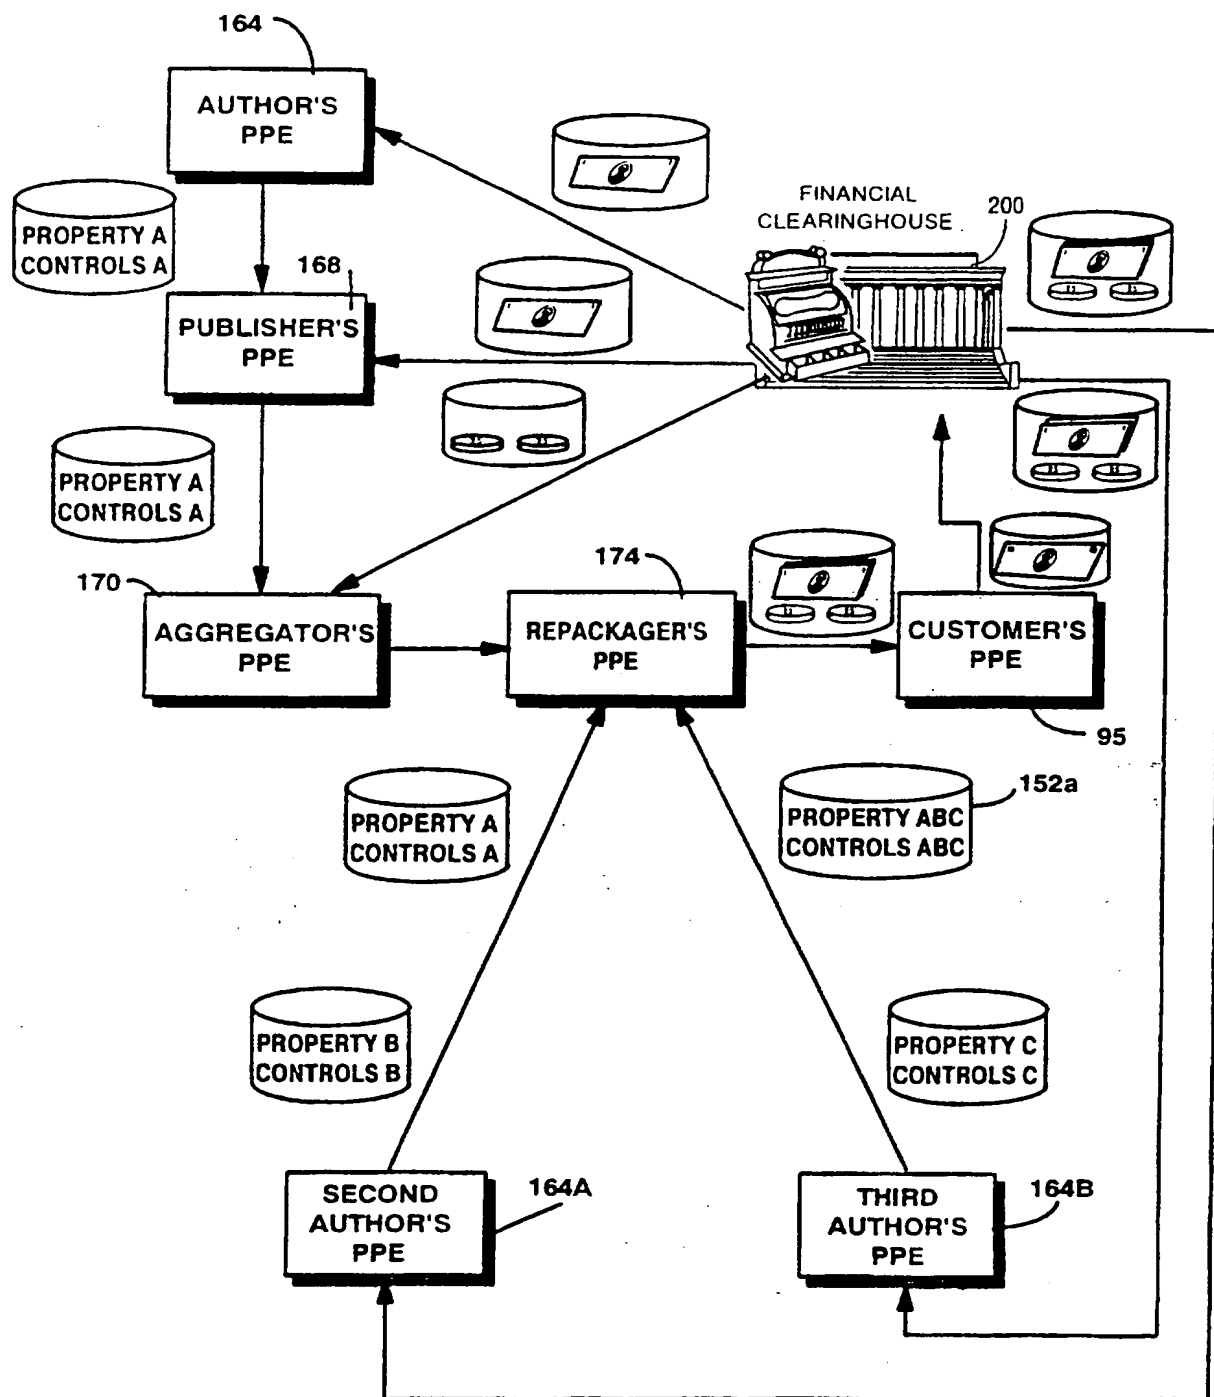 164
AUTHOR'S
PPE
PROPERTY A
CONTROLS A
FINANCIAL
CLEARINGHOUSE
200
168
PUBLISHER'S
PPE
PROPERTY A
CONTROLS A
170
AGGREGATOR'S
PPE
174
REPACKAGER'S
PPE
CUSTOMER'S
PPE
95
PROPERTY A
CONTROLS A
PROPERTY ABC
CONTROLS ABC
152a
PROPERTY B
CONTROLS B
PROPERTY C
CONTROLS C
SECOND
AUTHOR'S
PPE
164A
THIRD
AUTHOR'S
PPE
164B